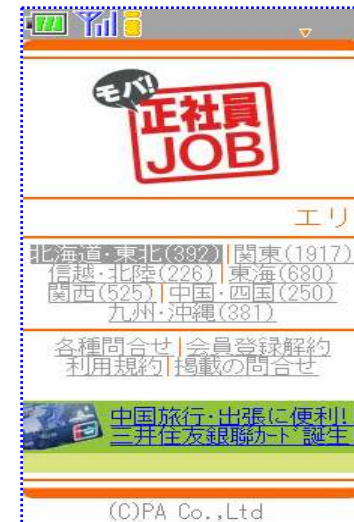 モバ!
正社員
JOB
エリ
北海道・東北(392)|関東(1917)
信越・北陸(226)|東海(680)
関西(525)|中国・四国(250)
九州・沖縄(381)
各種問合せ|会員登録解約
利用規約|掲載の問合せ
中国旅行・出張に便利!
三井住友銀聯カード誕生
(C)PA Co.,Ltd